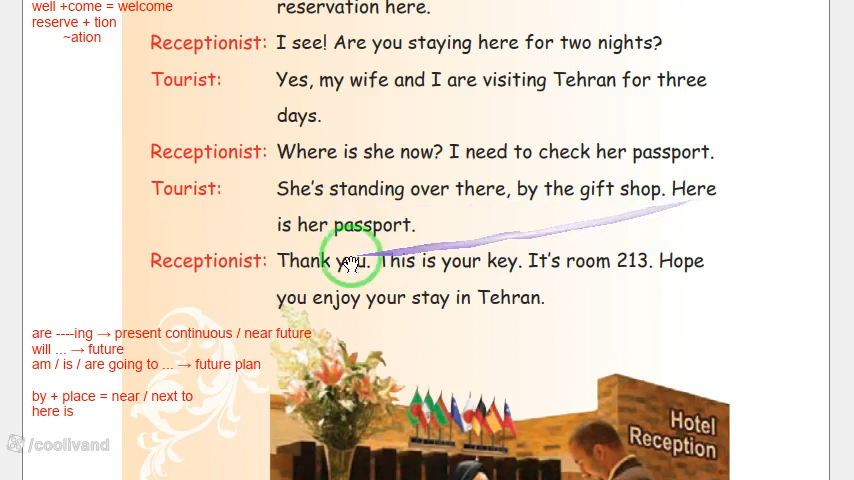 well +come = welcome
reserve + tion
~ation
reservation here.
Receptionist: I see! Are you staying here for two nights?
Tourist: Yes, my wife and I are visiting Tehran for three
days.
Receptionist: Where is she now? I need to check her passport.
Tourist: She's standing over there, by the gift shop. Here
is her passport.
Receptionist: Thank you. This is your key. It's room 213. Hope
you enjoy your stay in Tehran.
are ----ing → present continuous / near future
will ... → future
am / is / are going to ... → future plan
by + place = near / next to
here is
/coolivand
Hotel
Reception